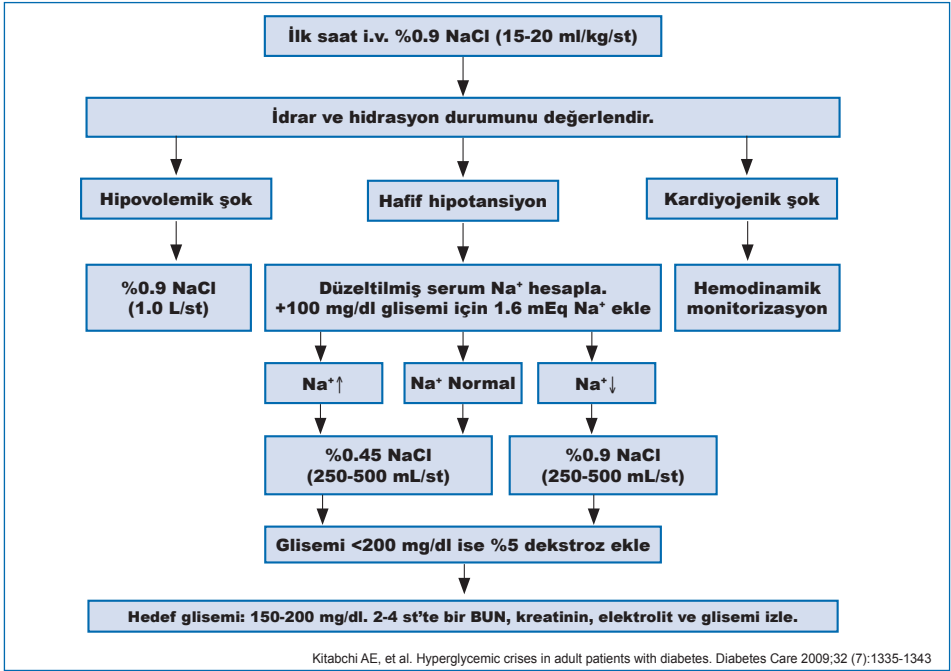 İlk saat i.v. %0.9 NaCl (15-20 ml/kg/st)
İdrar ve hidrasyon durumunu değerlendir.
Hipovolemik şok
Hafif hipotansiyon
Kardiyojenik şok
%0.9 NaCl
(1.0 L/st)
Düzeltilmiş serum Na⁺ hesapla.
+100 mg/dl glisemi için 1.6 mEq Na⁺ ekle
Hemodinamik
monitorizasyon
Na⁺↑
Na⁺ Normal
Na⁺↓
%0.45 NaCl
(250-500 mL/st)
%0.9 NaCl
(250-500 mL/st)
Glisemi <200 mg/dl ise %5 dekstroz ekle
Hedef glisemi: 150-200 mg/dl. 2-4 st'te bir BUN, kreatinin, elektrolit ve glisemi izle.
Kitabchi AE, et al. Hyperglycemic crises in adult patients with diabetes. Diabetes Care 2009;32 (7):1335-1343